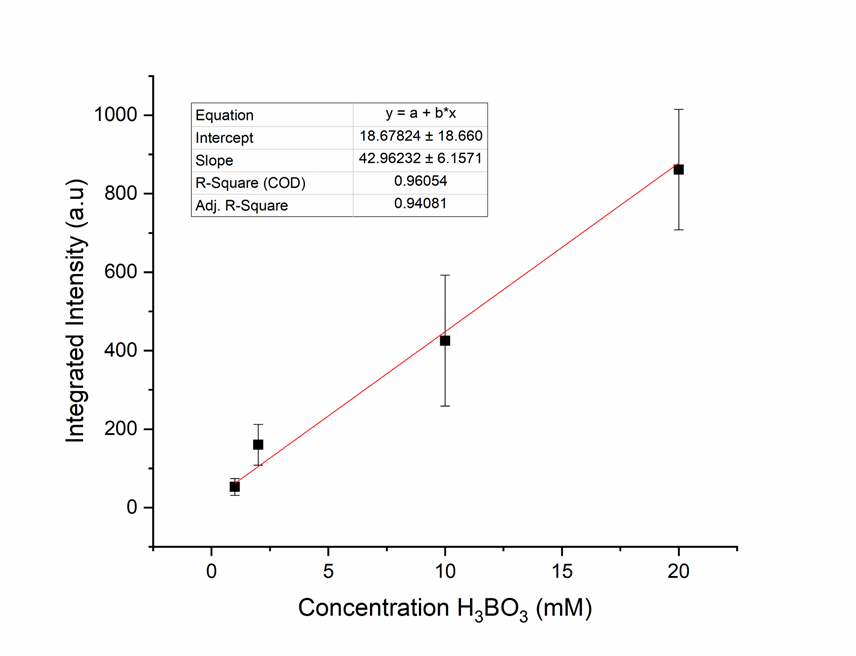 Equation y = a + b*x
Intercept 18.67824 ± 18.660
Slope 42.96232 ± 6.1571
R-Square (COD) 0.96054
Adj. R-Square 0.94081
Integrated Intensity (a.u)
1000
800
600
400
200
0
0 5 10 15 20
Concentration H₃BO₃ (mM)